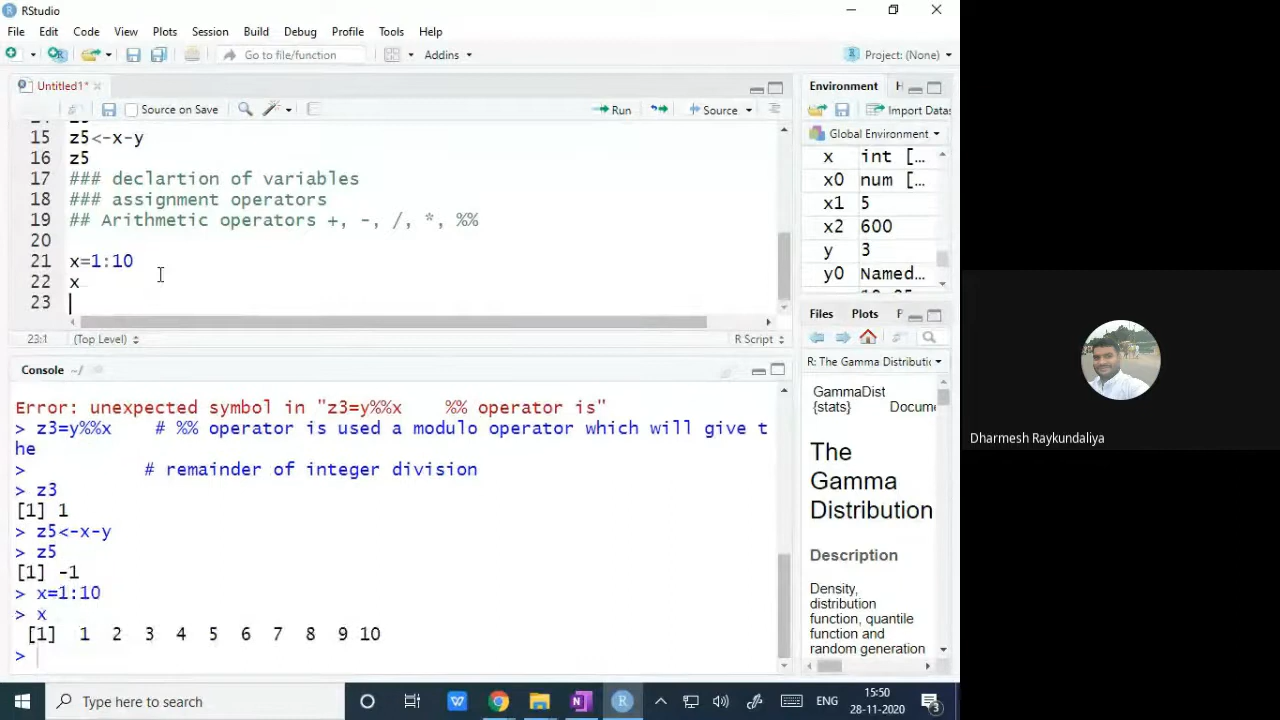 RStudio
File Edit Code View Plots Session Build Debug Profile Tools Help
Go to file/function Addins Project: (None)
Untitled1*
Source on Save Run Source
15 z5<-x-y
16 z5
17 ### declartion of variables
18 ### assignment operators
19 ## Arithmetic operators +, -, /, *, %%
20
21 x=1:10
22 x
23
23:1 (Top Level) R Script
Console ~/
Error: unexpected symbol in "z3=y%%x    %% operator is"
> z3=y%%x    # %% operator is used a modulo operator which will give t
he
>            # remainder of integer division
> z3
[1] 1
> z5<-x-y
> z5
[1] -1
> x=1:10
> x
[1] 1 2 3 4 5 6 7 8 9 10
>
Environment H
Import Datas
Global Environment
x int [...
x0 num [...
x1 5
x2 600
y 3
y0 Named...
Files Plots P
R: The Gamma Distributic
GammaDist
{stats} Docume
The
Gamma
Distribution
Description
Density,
distribution
function, quantile
function and
random generation
Dharmesh Raykundaliya
Type here to search
ENG
15:50
28-11-2020
3